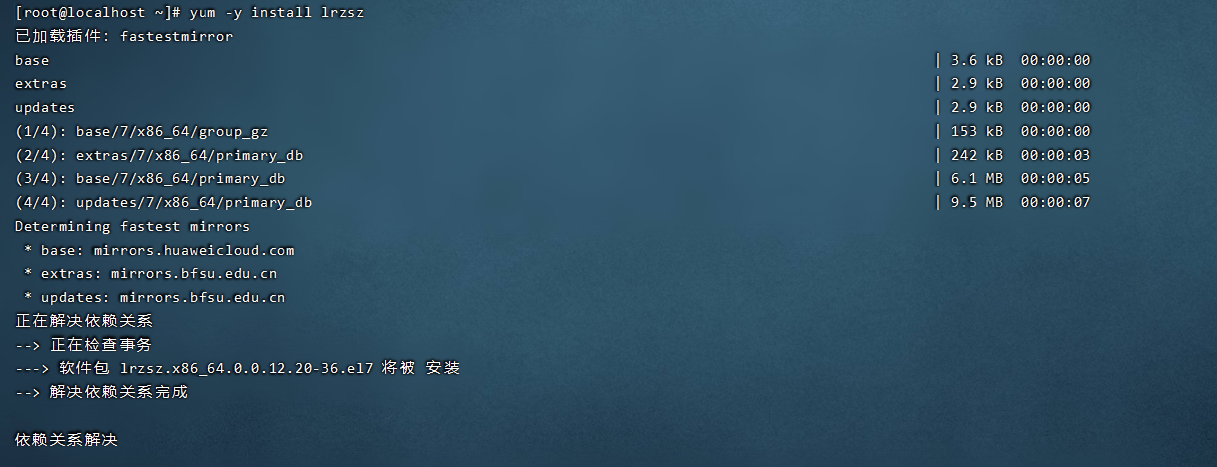 [root@localhost ~]# yum -y install lrzsz
已加载插件: fastestmirror
base | 3.6 kB 00:00:00
extras | 2.9 kB 00:00:00
updates | 2.9 kB 00:00:00
(1/4): base/7/x86_64/group_gz | 153 kB 00:00:00
(2/4): extras/7/x86_64/primary_db | 242 kB 00:00:03
(3/4): base/7/x86_64/primary_db | 6.1 MB 00:00:05
(4/4): updates/7/x86_64/primary_db | 9.5 MB 00:00:07
Determining fastest mirrors
* base: mirrors.huaweicloud.com
* extras: mirrors.bfsu.edu.cn
* updates: mirrors.bfsu.edu.cn
正在解决依赖关系
--> 正在检查事务
---> 软件包 lrzsz.x86_64.0.0.12.20-36.el7 将被 安装
--> 解决依赖关系完成
依赖关系解决